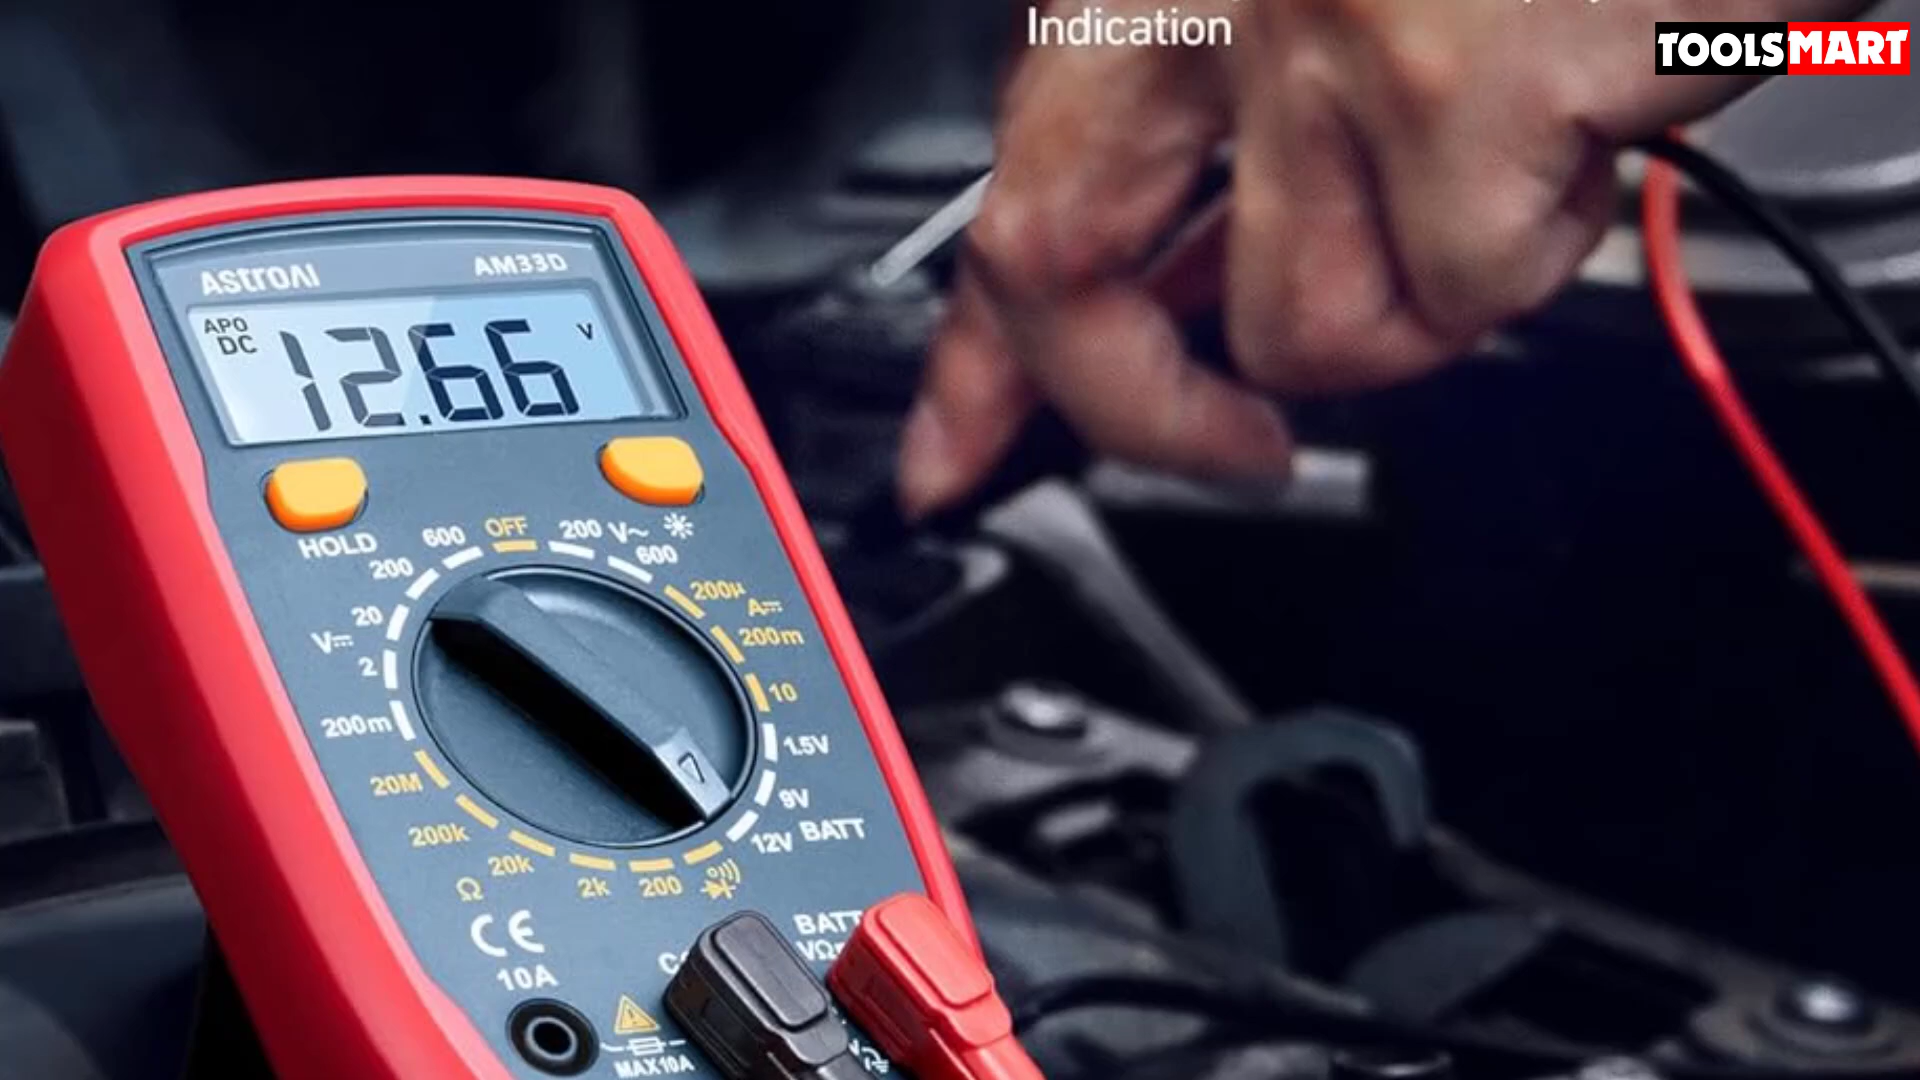 Indication
TOOLSMART
ASTROAI
AM33D
APO
DC
12.66
V
HOLD
600
OFF
200
V~
600
200
20
V⎓
2
200m
20M
200k
20k
Ω
2k
200
200µ
A⎓
200m
10
1.5V
9V
12V BATT
CE
10A
BATT
MAX10A